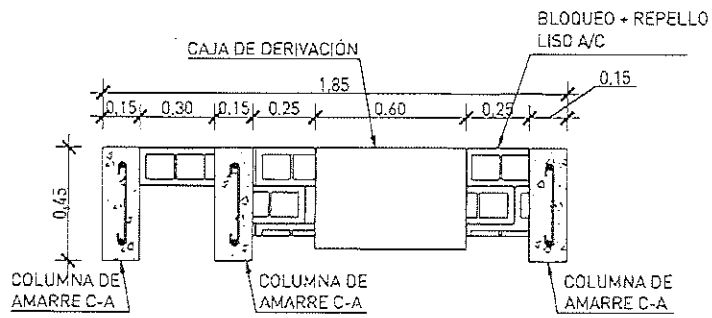 BLOQUEO + REPELLO
LISO A/C
CAJA DE DERIVACIÓN
1.85
0.15
0.15 0.30 0.15 0.25 0.60 0.25
0.45
COLUMNA DE
AMARRE C-A
COLUMNA DE
AMARRE C-A
COLUMNA DE
AMARRE C-A